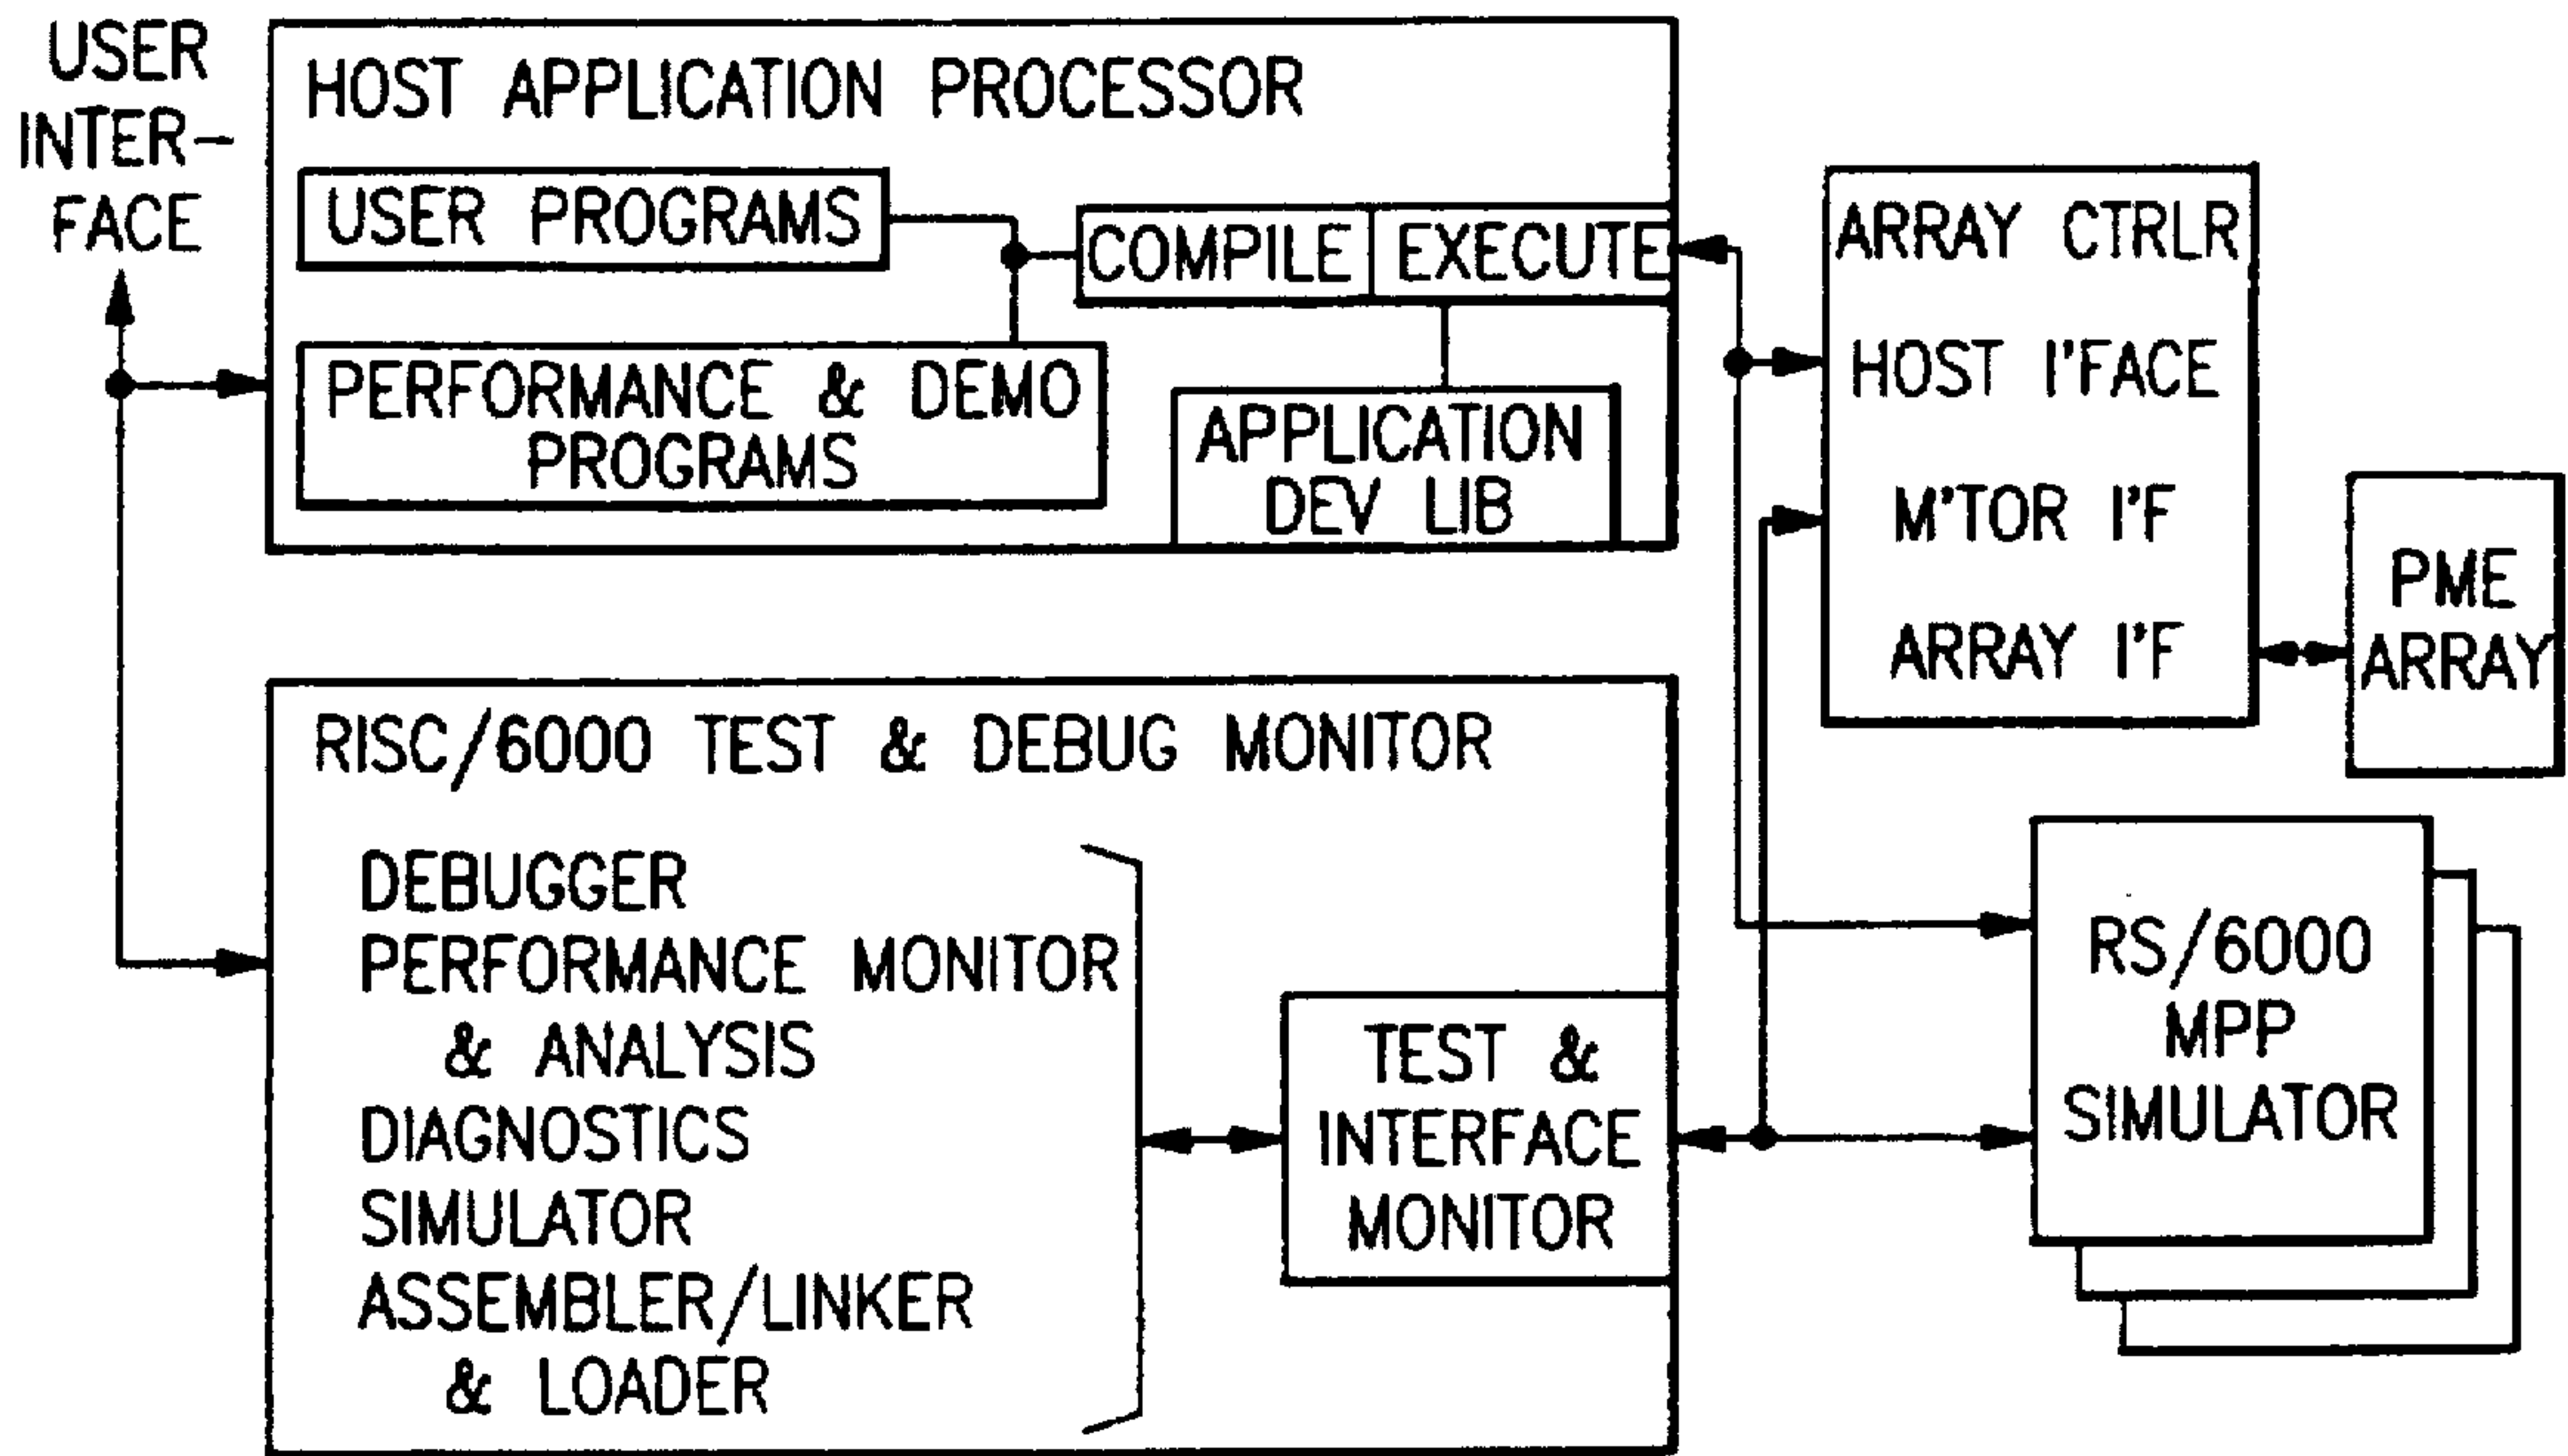 USER
INTER-
FACE
HOST APPLICATION PROCESSOR
USER PROGRAMS
COMPILE
EXECUTE
PERFORMANCE & DEMO
PROGRAMS
APPLICATION
DEV LIB
ARRAY CTRLR
HOST I'FACE
M'TOR I'F
ARRAY I'F
PME
ARRAY
RISC/6000 TEST & DEBUG MONITOR
DEBUGGER
PERFORMANCE MONITOR
& ANALYSIS
DIAGNOSTICS
SIMULATOR
ASSEMBLER/LINKER
& LOADER
TEST &
INTERFACE
MONITOR
RS/6000
MPP
SIMULATOR